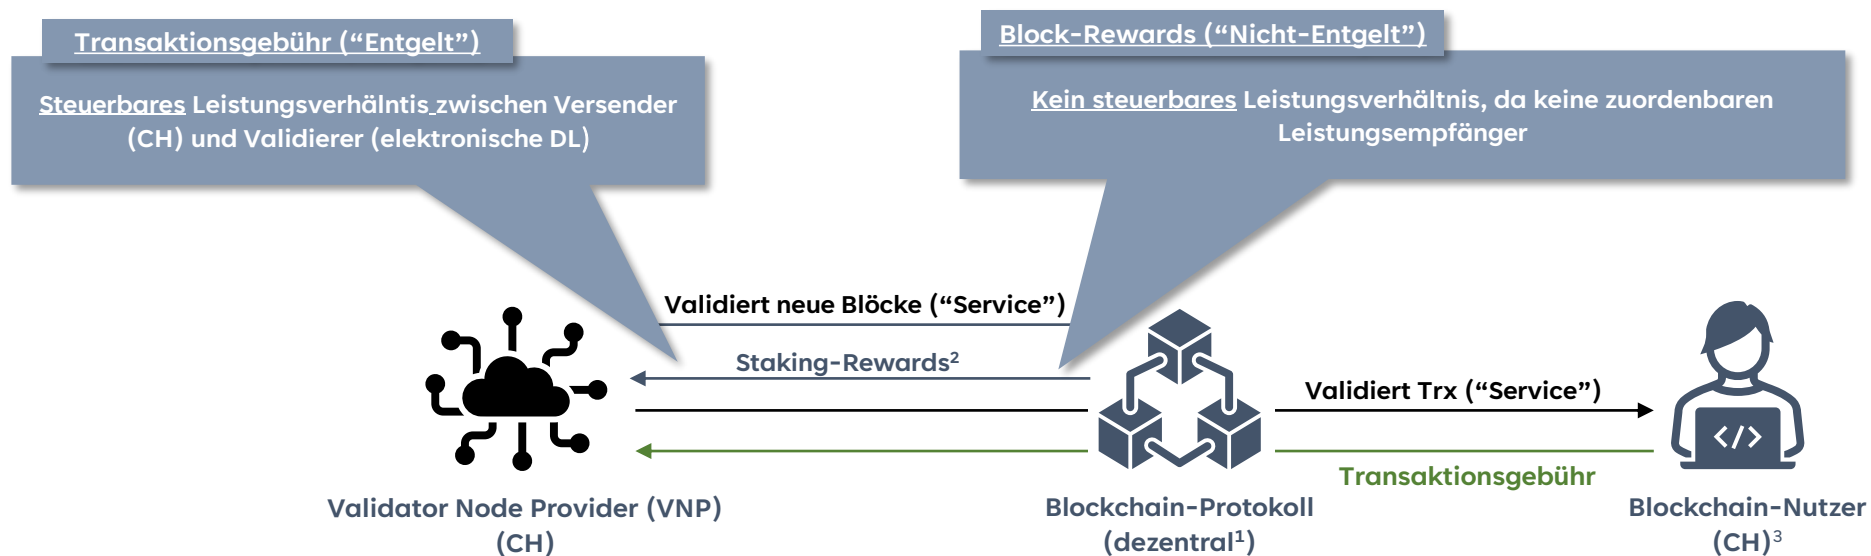 Transaktionsgebühr (“Entgelt”)
Steuerbares Leistungsverhälntis zwischen Versender
(CH) und Validierer (elektronische DL)
Block-Rewards (“Nicht-Entgelt”)
Kein steuerbares Leistungsverhältnis, da keine zuordenbaren
Leistungsempfänger
Validiert neue Blöcke (“Service”)
Staking-Rewards²
Validiert Trx (“Service”)
</>
Transaktionsgebühr
Validator Node Provider (VNP)
(CH)
Blockchain-Protokoll
(dezentral¹)
Blockchain-Nutzer
(CH)³